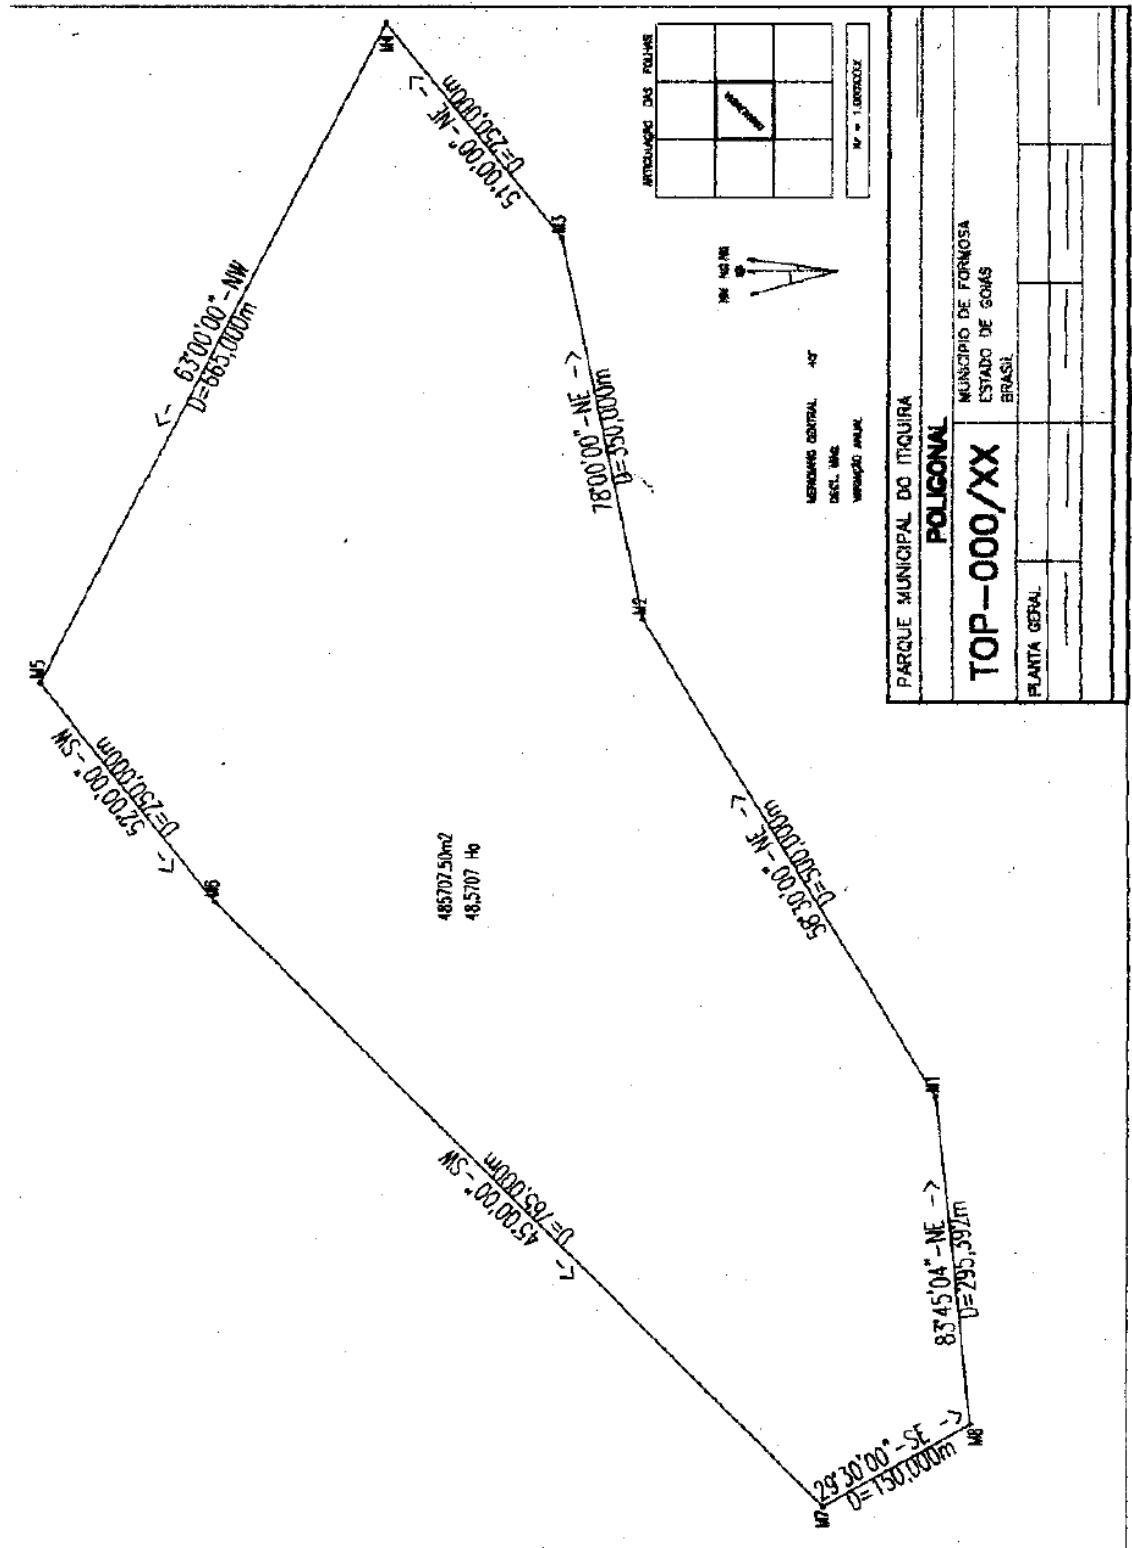 M4
51°00'00"-NE ->
D=250,000m
M3
63°00'00"-NW
<-
D=665,000m
78°00'00"-NE ->
D=350,000m
M2
M5
52°00'00"-SW
<-
D=250,000m
M6
485707.50m2
48,5707 Ha
58°30'00"-NE ->
D=500,000m
M1
45°00'00"-SW
<-
D=765,000m
83°45'04"-NE ->
D=295,392m
M8
29°30'00"-SE ->
D=150,000m
M7
ARTICULAÇÃO DAS FOLHAS
MERIDIANO CENTRAL
DECL. MAG.
VARIAÇÃO ANUAL
PARQUE MUNICIPAL DO ITIQUIRA
POLIGONAL
TOP-000/XX
MUNICÍPIO DE FORMOSA
ESTADO DE GOIÁS
BRASIL
PLANTA GERAL